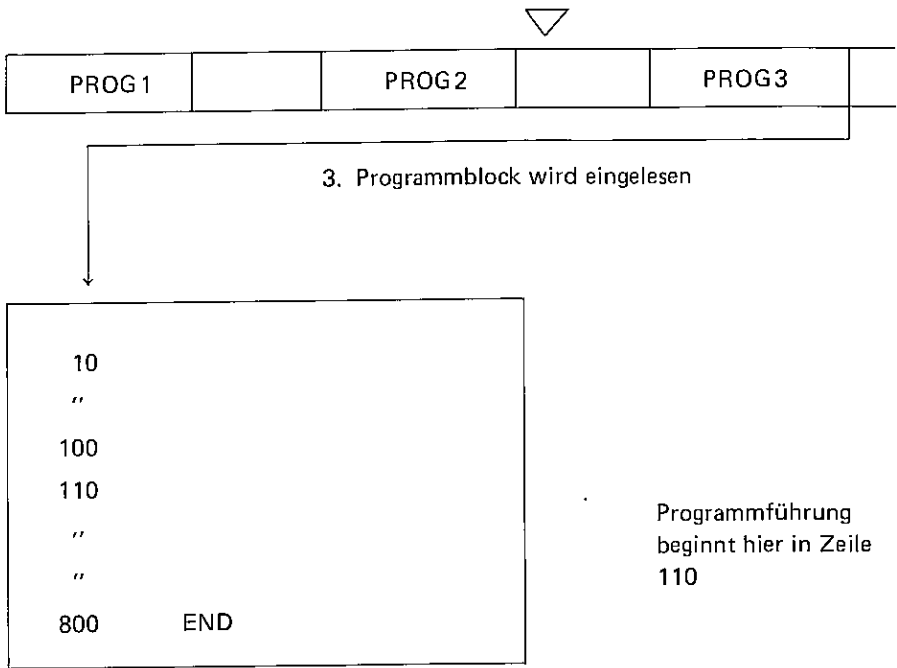 PROG1 PROG2 PROG3
3. Programmblock wird eingelesen
10
"
100
110
"
"
800 END
Programmführung
beginnt hier in Zeile
110